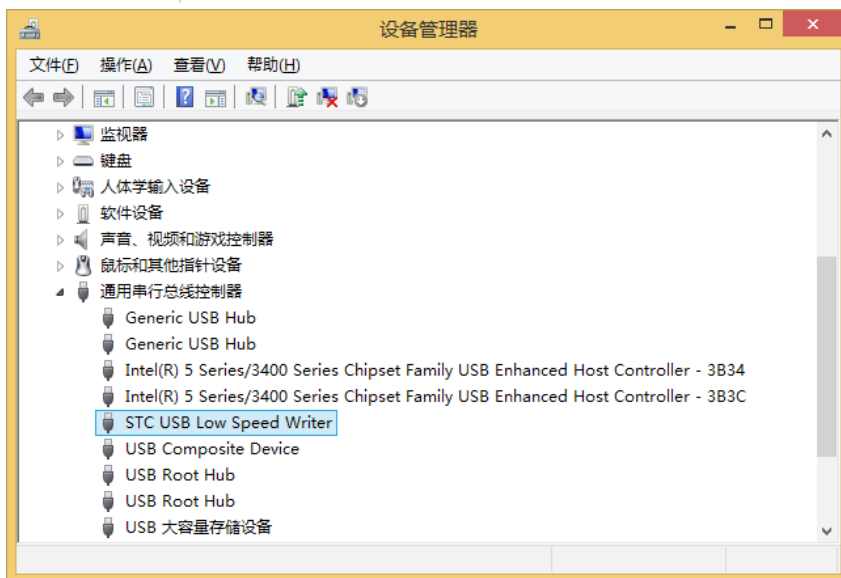 设备管理器
文件(F) 操作(A) 查看(V) 帮助(H)
监视器
键盘
人体学输入设备
软件设备
声音、视频和游戏控制器
鼠标和其他指针设备
通用串行总线控制器
Generic USB Hub
Generic USB Hub
Intel(R) 5 Series/3400 Series Chipset Family USB Enhanced Host Controller - 3B34
Intel(R) 5 Series/3400 Series Chipset Family USB Enhanced Host Controller - 3B3C
STC USB Low Speed Writer
USB Composite Device
USB Root Hub
USB Root Hub
USB 大容量存储设备